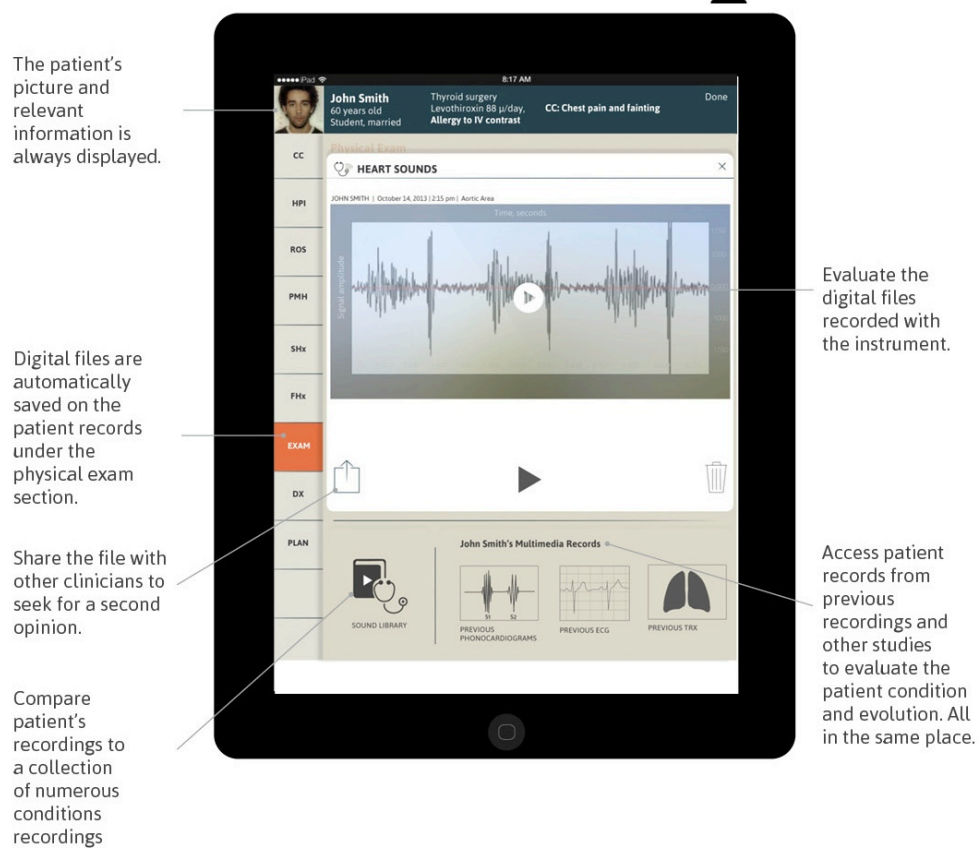 The patient's
picture and
relevant
information is
always displayed.
Digital files are
automatically
saved on the
patient records
under the
physical exam
section.
Share the file with
other clinicians to
seek for a second
opinion.
Compare
patient's
recordings to
a collection
of numerous
conditions
recordings
iPad
8:17 AM
John Smith
60 years old
Student, married
Thyroid surgery
Levothiroxin 88 μ/day,
Allergy to IV contrast
CC: Chest pain and fainting
Done
CC
HPI
ROS
PMH
SHx
FHx
EXAM
DX
PLAN
Physical Exam
HEART SOUNDS
JOHN SMITH | October 14, 2013 | 2:15 pm | Aortic Area
Time, seconds
Signal amplitude
John Smith's Multimedia Records
SOUND LIBRARY
S1 S2
PREVIOUS
PHONOCARDIOGRAMS
PREVIOUS ECG
PREVIOUS TRX
Evaluate the
digital files
recorded with
the instrument.
Access patient
records from
previous
recordings and
other studies
to evaluate the
patient condition
and evolution. All
in the same place.